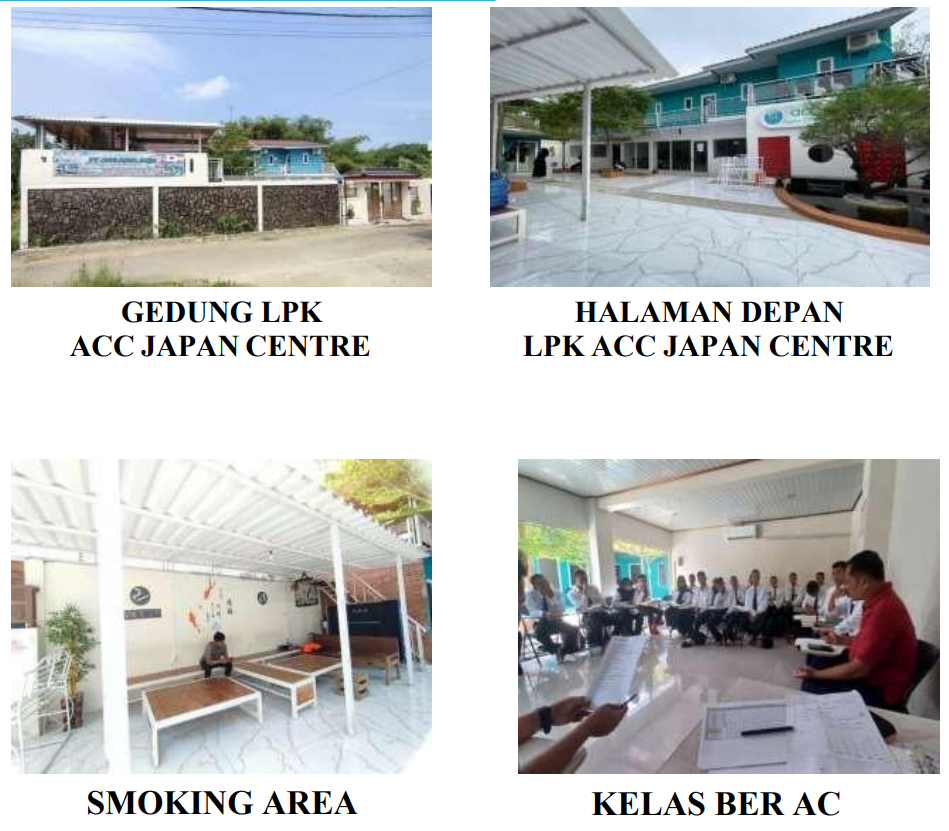 GEDUNG LPK
ACC JAPAN CENTRE
HALAMAN DEPAN
LPK ACC JAPAN CENTRE
SMOKING AREA
KELAS BER AC